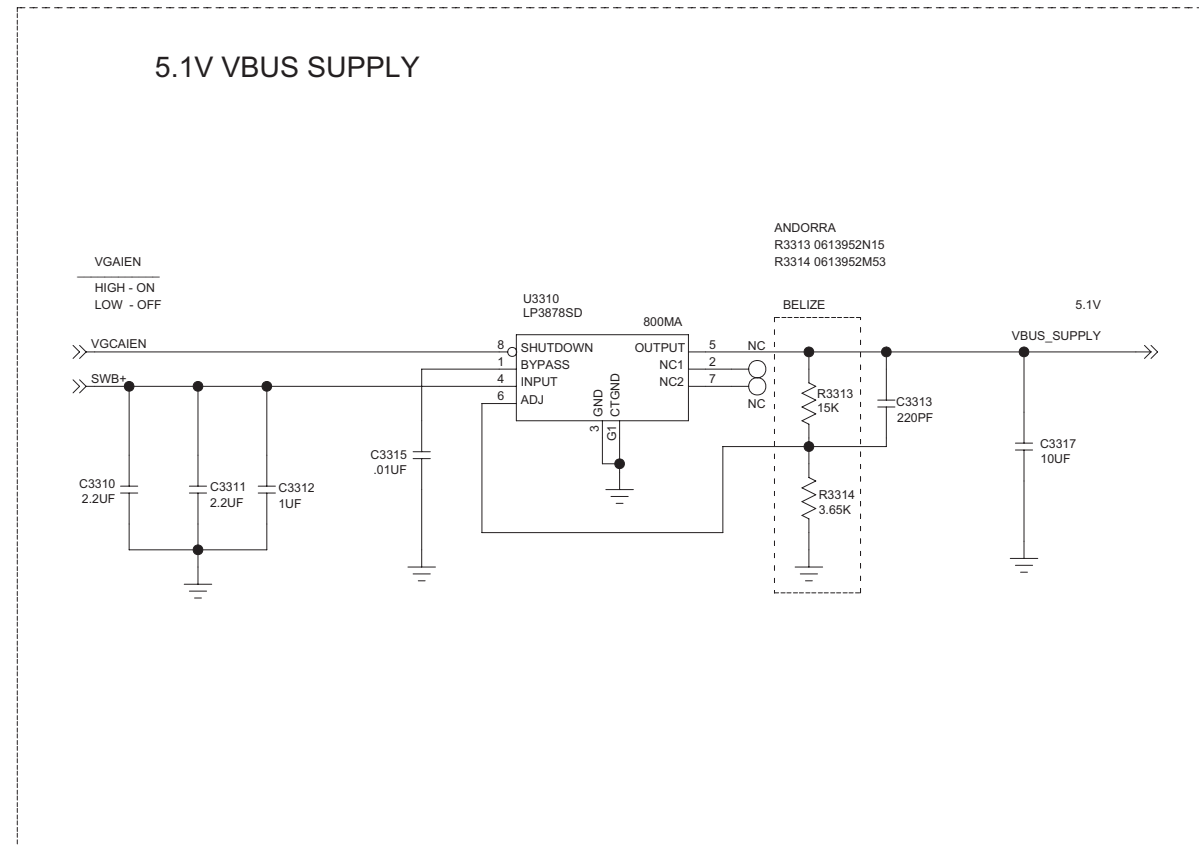 5.1V VBUS SUPPLY
ANDORRA
R3313 0613952N15
R3314 0613952M53
VGAIEN
HIGH - ON
LOW - OFF
U3310
LP3878SD
800MA
BELIZE
5.1V
VGCAIEN
8
SHUTDOWN
OUTPUT
5
NC
VBUS_SUPPLY
1
BYPASS
NC1
2
SWB+
4
INPUT
NC2
7
NC
6
ADJ
GND
CTGND
3
G1
R3313
15K
C3313
220PF
C3315
.01UF
C3317
10UF
C3310
2.2UF
C3311
2.2UF
C3312
1UF
R3314
3.65K